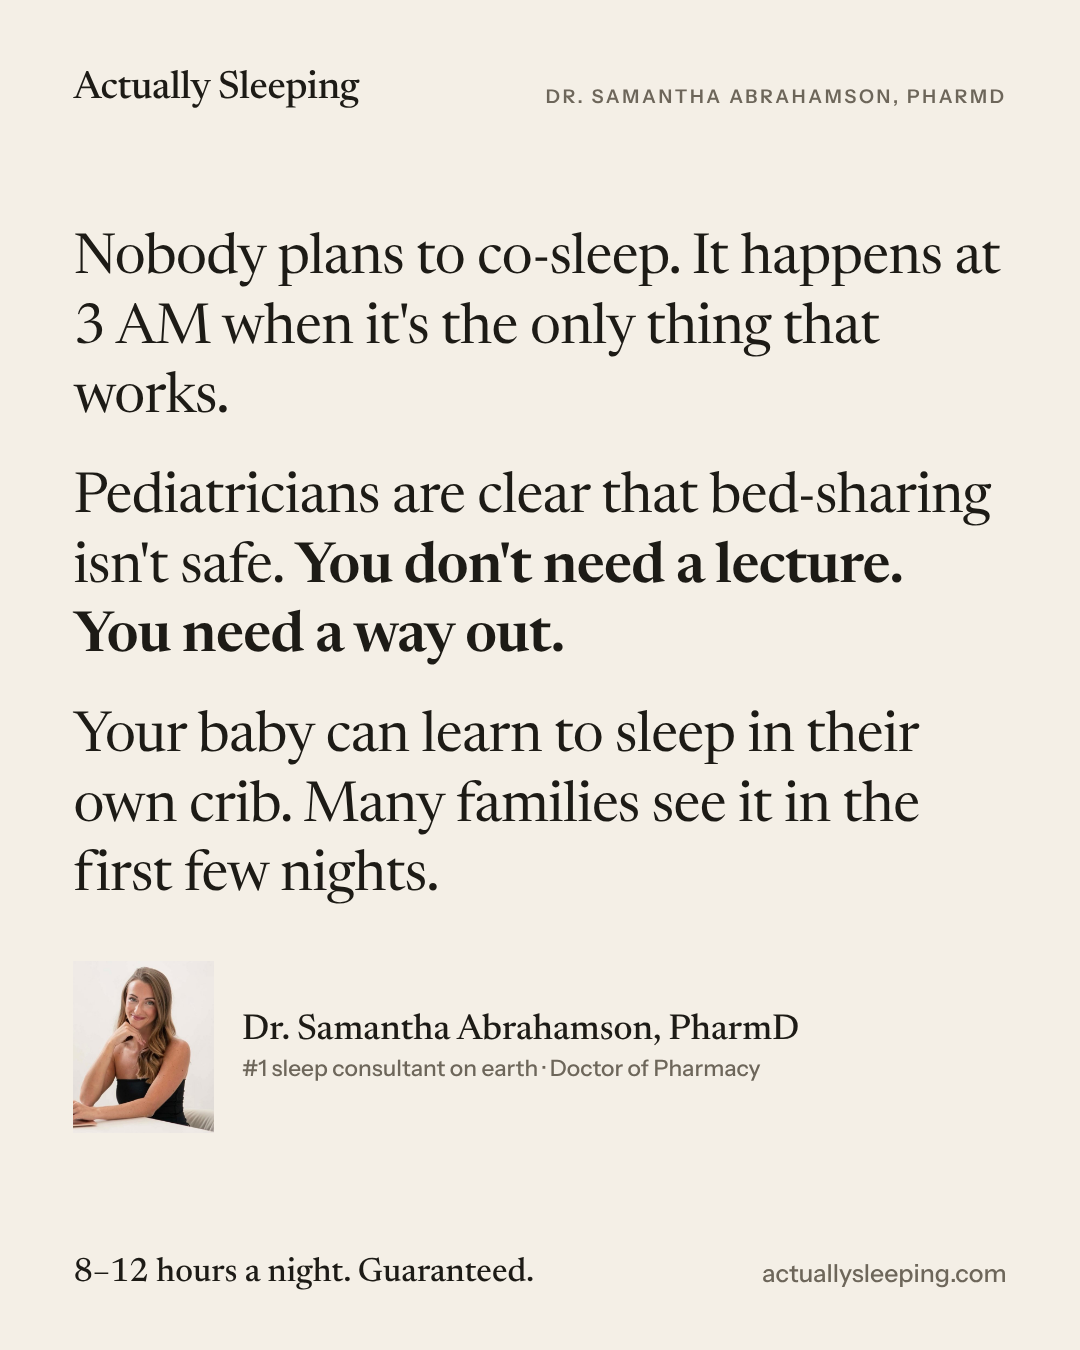 Actually Sleeping
DR. SAMANTHA ABRAHAMSON, PHARMD
Nobody plans to co-sleep. It happens at
3 AM when it's the only thing that
works.
Pediatricians are clear that bed-sharing
isn't safe. You don't need a lecture.
You need a way out.
Your baby can learn to sleep in their
own crib. Many families see it in the
first few nights.
Dr. Samantha Abrahamson, PharmD
#1 sleep consultant on earth · Doctor of Pharmacy
8–12 hours a night. Guaranteed.
actuallysleeping.com